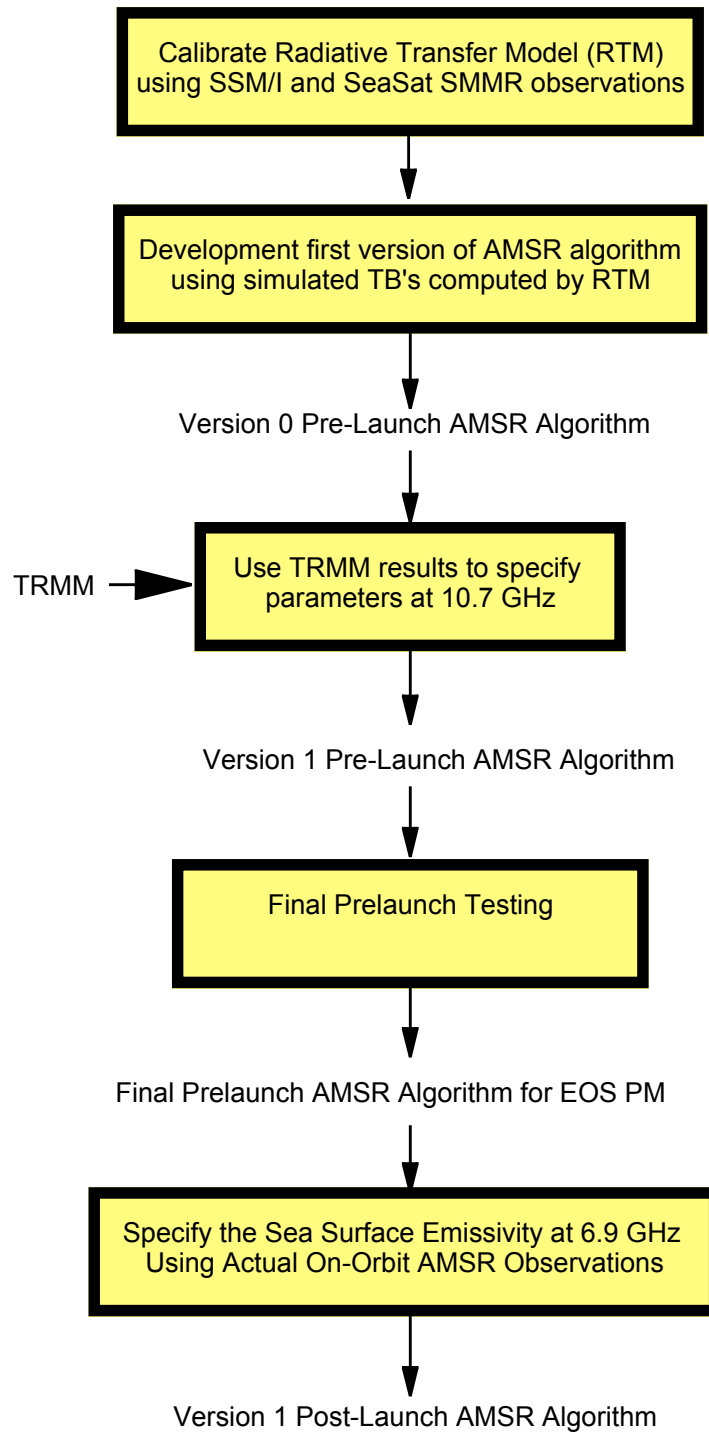 Calibrate Radiative Transfer Model (RTM)
using SSM/I and SeaSat SMMR observations
Development first version of AMSR algorithm
using simulated TB's computed by RTM
Version 0 Pre-Launch AMSR Algorithm
TRMM
Use TRMM results to specify
parameters at 10.7 GHz
Version 1 Pre-Launch AMSR Algorithm
Final Prelaunch Testing
Final Prelaunch AMSR Algorithm for EOS PM
Specify the Sea Surface Emissivity at 6.9 GHz
Using Actual On-Orbit AMSR Observations
Version 1 Post-Launch AMSR Algorithm